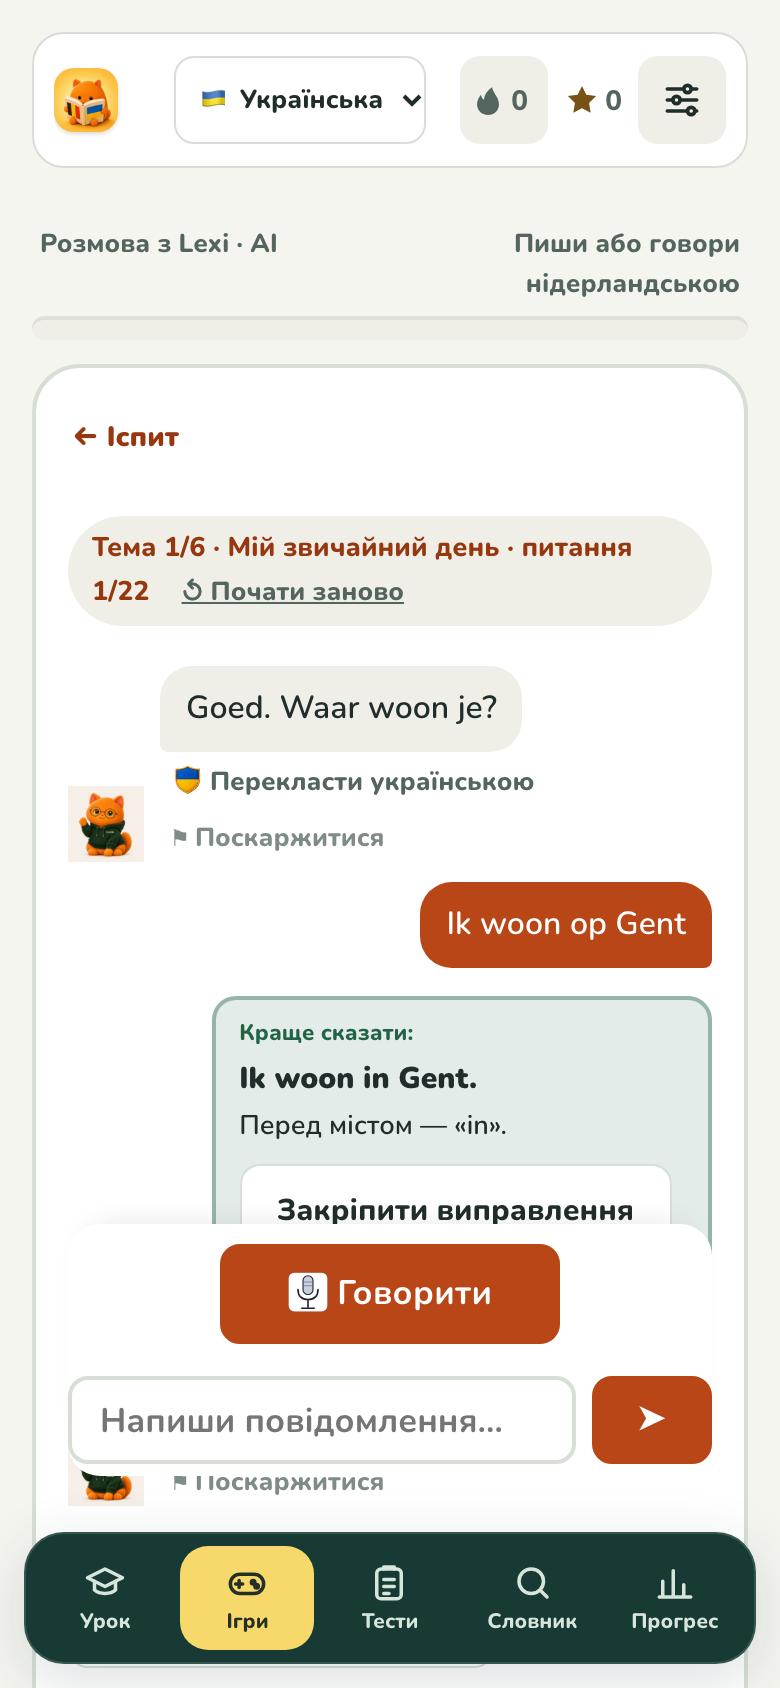 Українська
0
0
Розмова з Lexi · AI
Пиши або говори
нідерландською
← Іспит
Тема 1/6 · Мій звичайний день · питання
1/22 ↺ Почати заново
Goed. Waar woon je?
Перекласти українською
⚑ Поскаржитися
Ik woon op Gent
Краще сказати:
Ik woon in Gent.
Перед містом — «in».
Закріпити виправлення
Говорити
Напиши повідомлення...
➤
⚑ Поскаржитися
Урок
Ігри
Тести
Словник
Прогрес